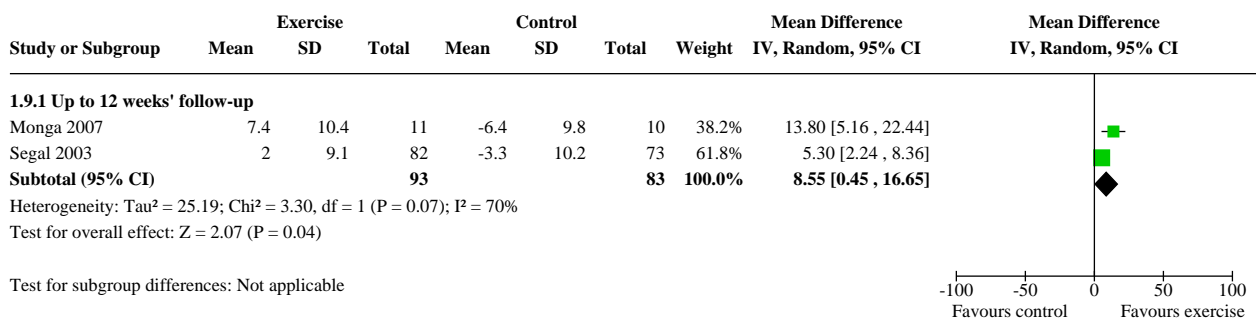 Exercise Control Mean Difference Mean Difference
Study or Subgroup Mean SD Total Mean SD Total Weight IV, Random, 95% CI IV, Random, 95% CI
1.9.1 Up to 12 weeks' follow-up
Monga 2007 7.4 10.4 11 -6.4 9.8 10 38.2% 13.80 [5.16 , 22.44]
Segal 2003 2 9.1 82 -3.3 10.2 73 61.8% 5.30 [2.24 , 8.36]
Subtotal (95% CI) 93 83 100.0% 8.55 [0.45 , 16.65]
Heterogeneity: Tau² = 25.19; Chi² = 3.30, df = 1 (P = 0.07); I² = 70%
Test for overall effect: Z = 2.07 (P = 0.04)
Test for subgroup differences: Not applicable
-100 -50 0 50 100
Favours control Favours exercise